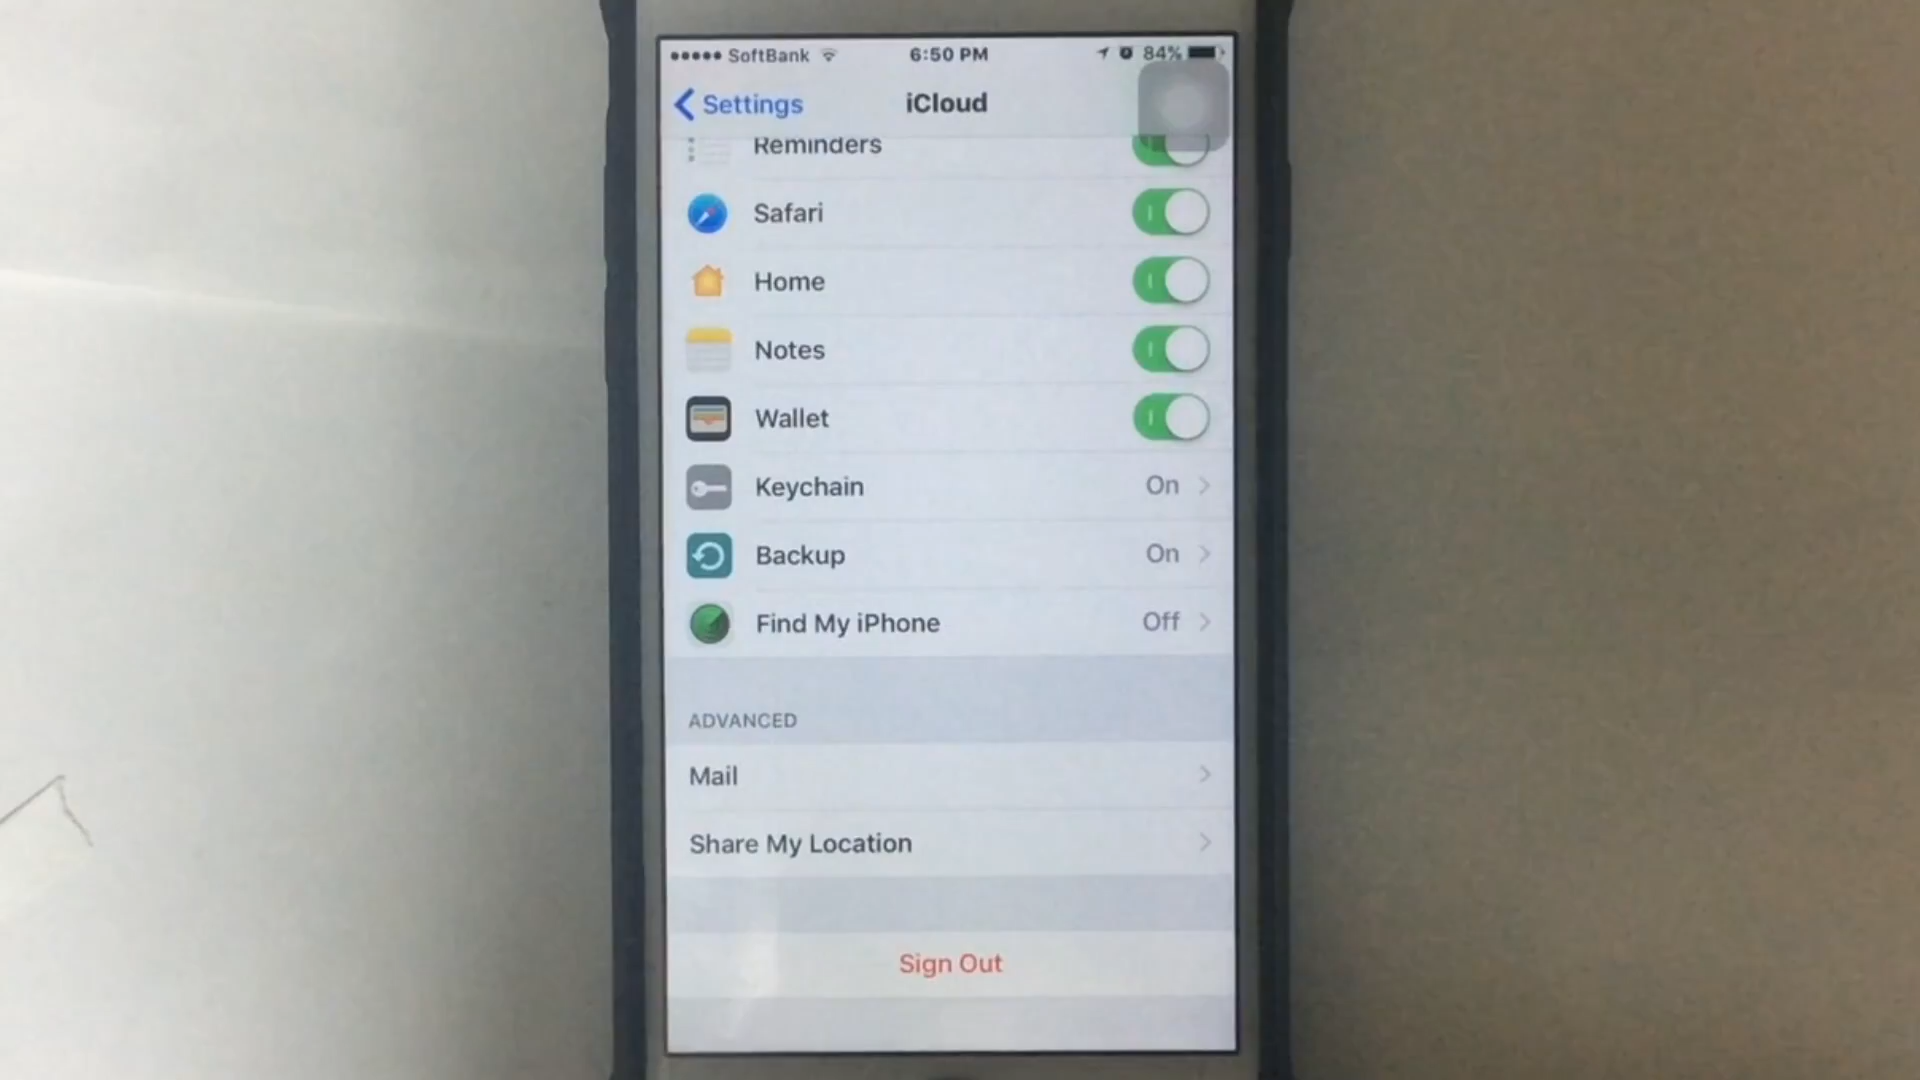 SoftBank 6:50 PM 84%
Settings iCloud
Reminders
Safari
Home
Notes
Wallet
Keychain On
Backup On
Find My iPhone Off
ADVANCED
Mail
Share My Location
Sign Out